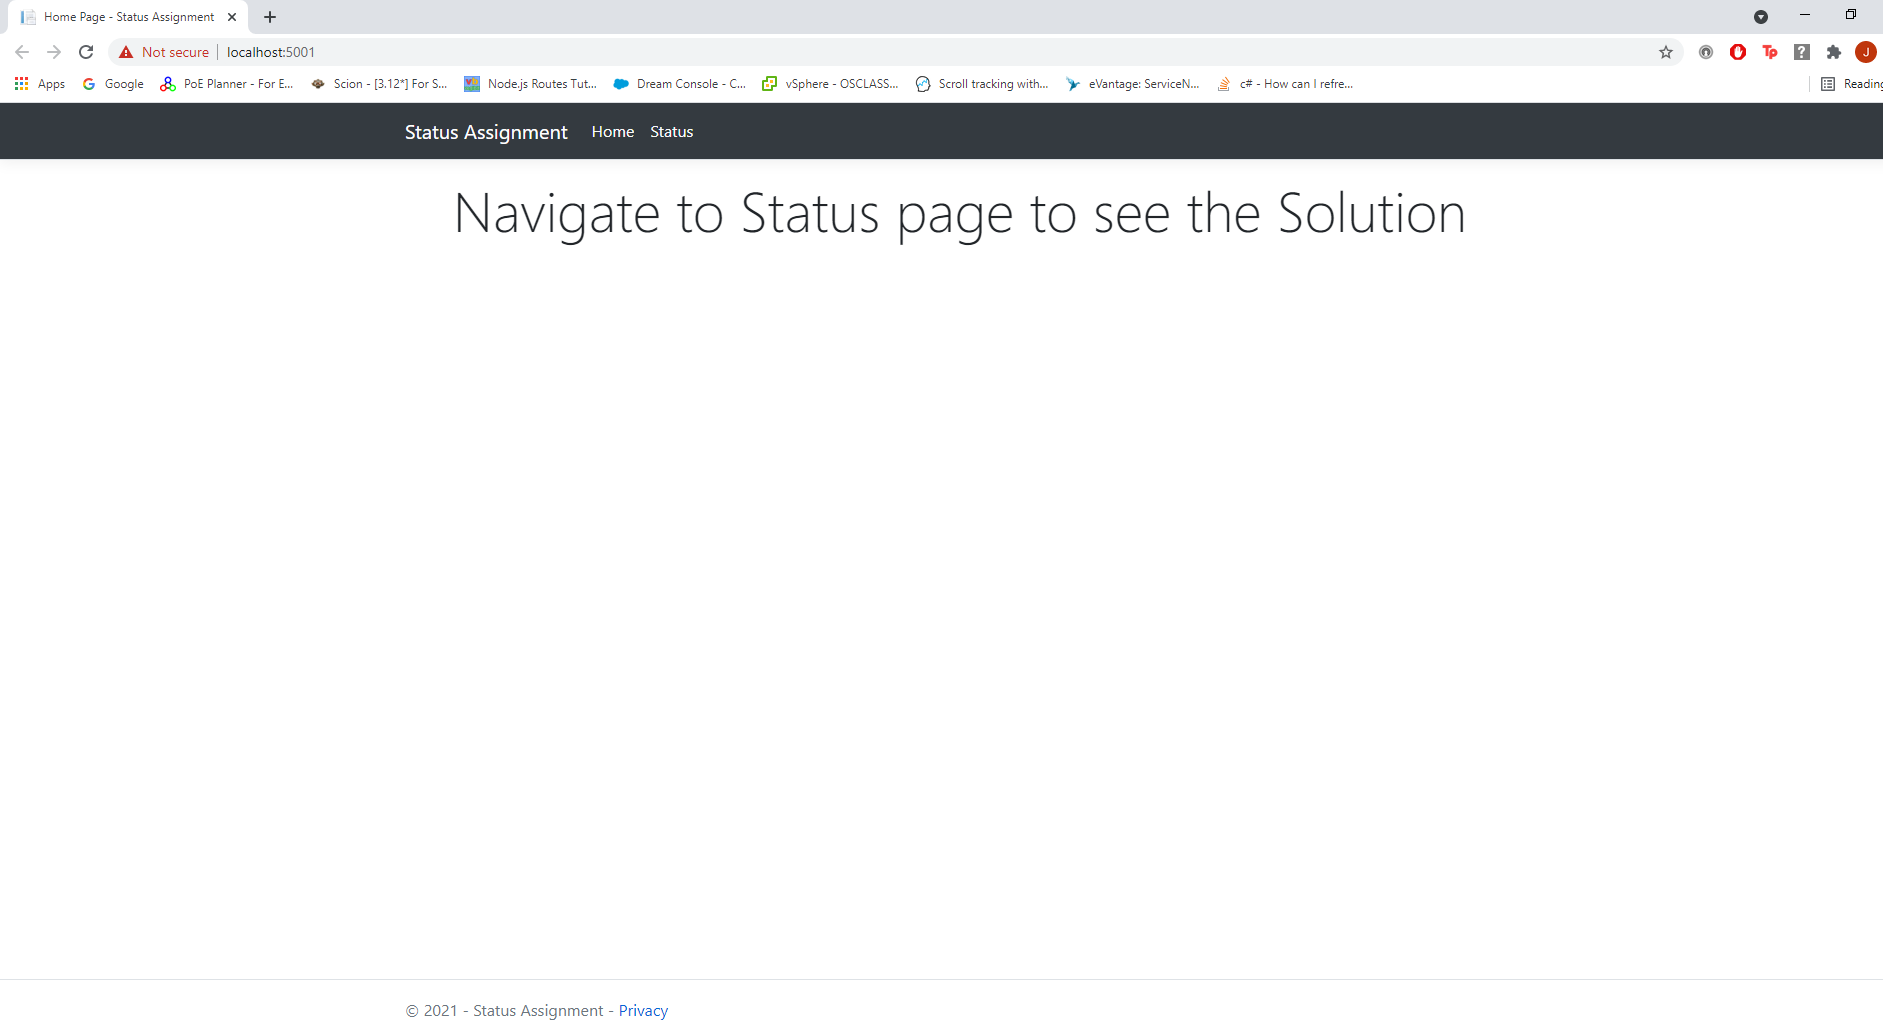 Home Page - Status Assignment
Not secure localhost:5001
Apps Google PoE Planner - For E... Scion - [3.12*] For S... Node.js Routes Tut... Dream Console - C... vSphere - OSCLASS... Scroll tracking with... eVantage: ServiceN... c# - How can I refre... Reading
Status Assignment Home Status
Navigate to Status page to see the Solution
© 2021 - Status Assignment - Privacy